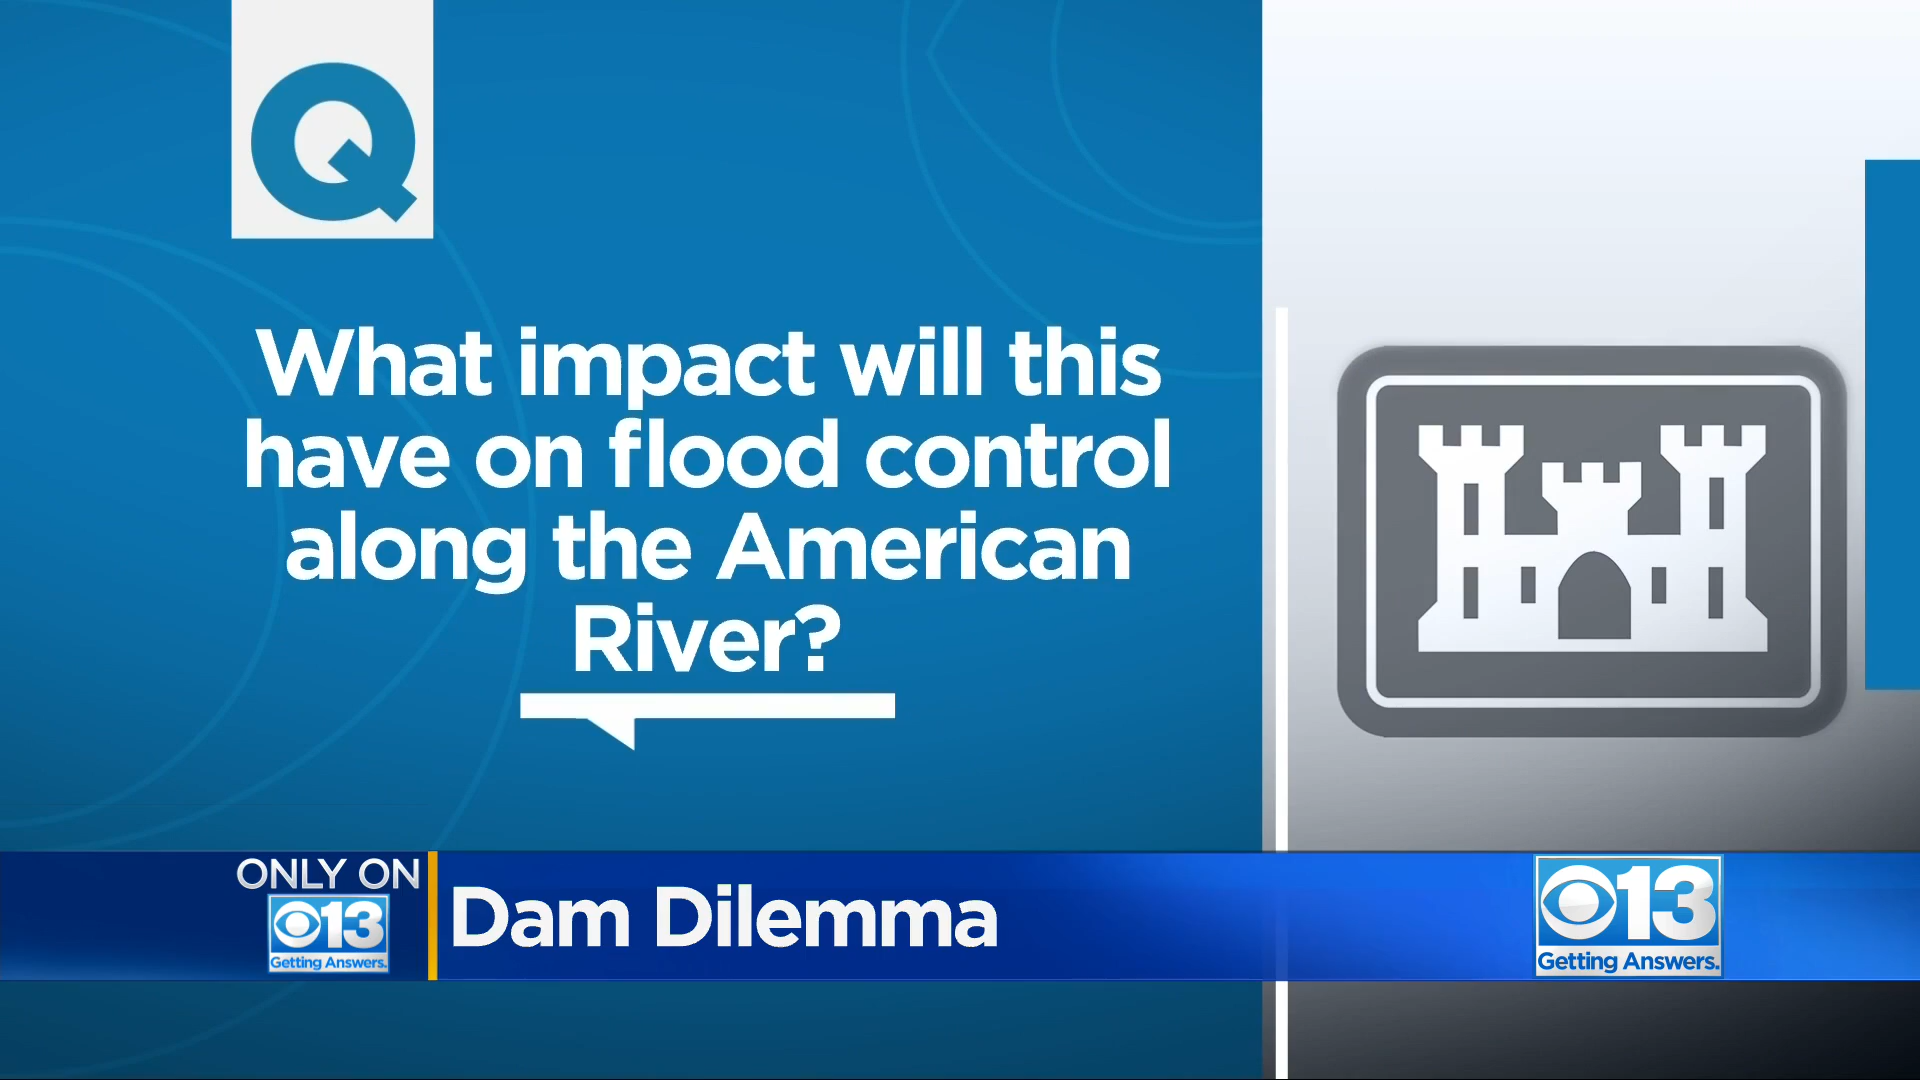 Q
What impact will this
have on flood control
along the American
River?
ONLY ON
13
Getting Answers.
Dam Dilemma
13
Getting Answers.